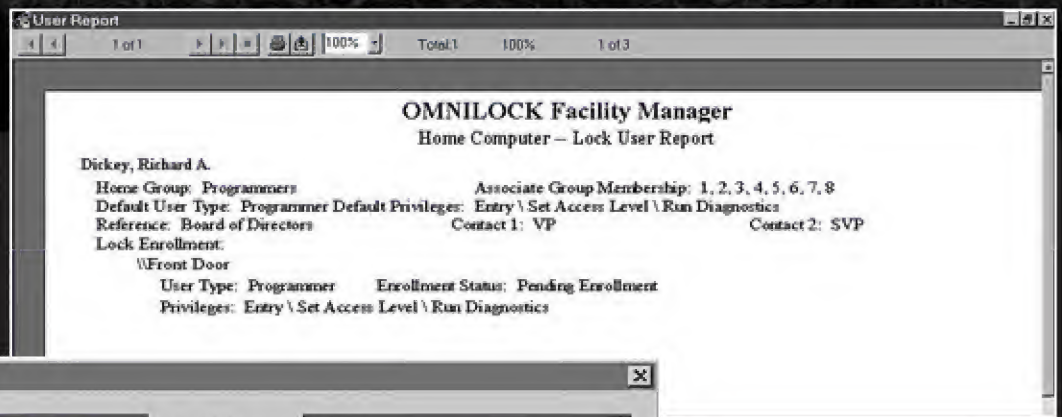 User Report
1 of 1 100% Total:1 100% 1 of 3
OMNILOCK Facility Manager
Home Computer -- Lock User Report
Dickey, Richard A.
Home Group: Programmers Associate Group Membership: 1, 2, 3, 4, 5, 6, 7, 8
Default User Type: Programmer Default Privileges: Entry \ Set Access Level \ Run Diagnostics
Reference: Board of Directors Contact 1: VP Contact 2: SVP
Lock Enrollment:
\\Front Door
User Type: Programmer Enrollment Status: Pending Enrollment
Privileges: Entry \ Set Access Level \ Run Diagnostics